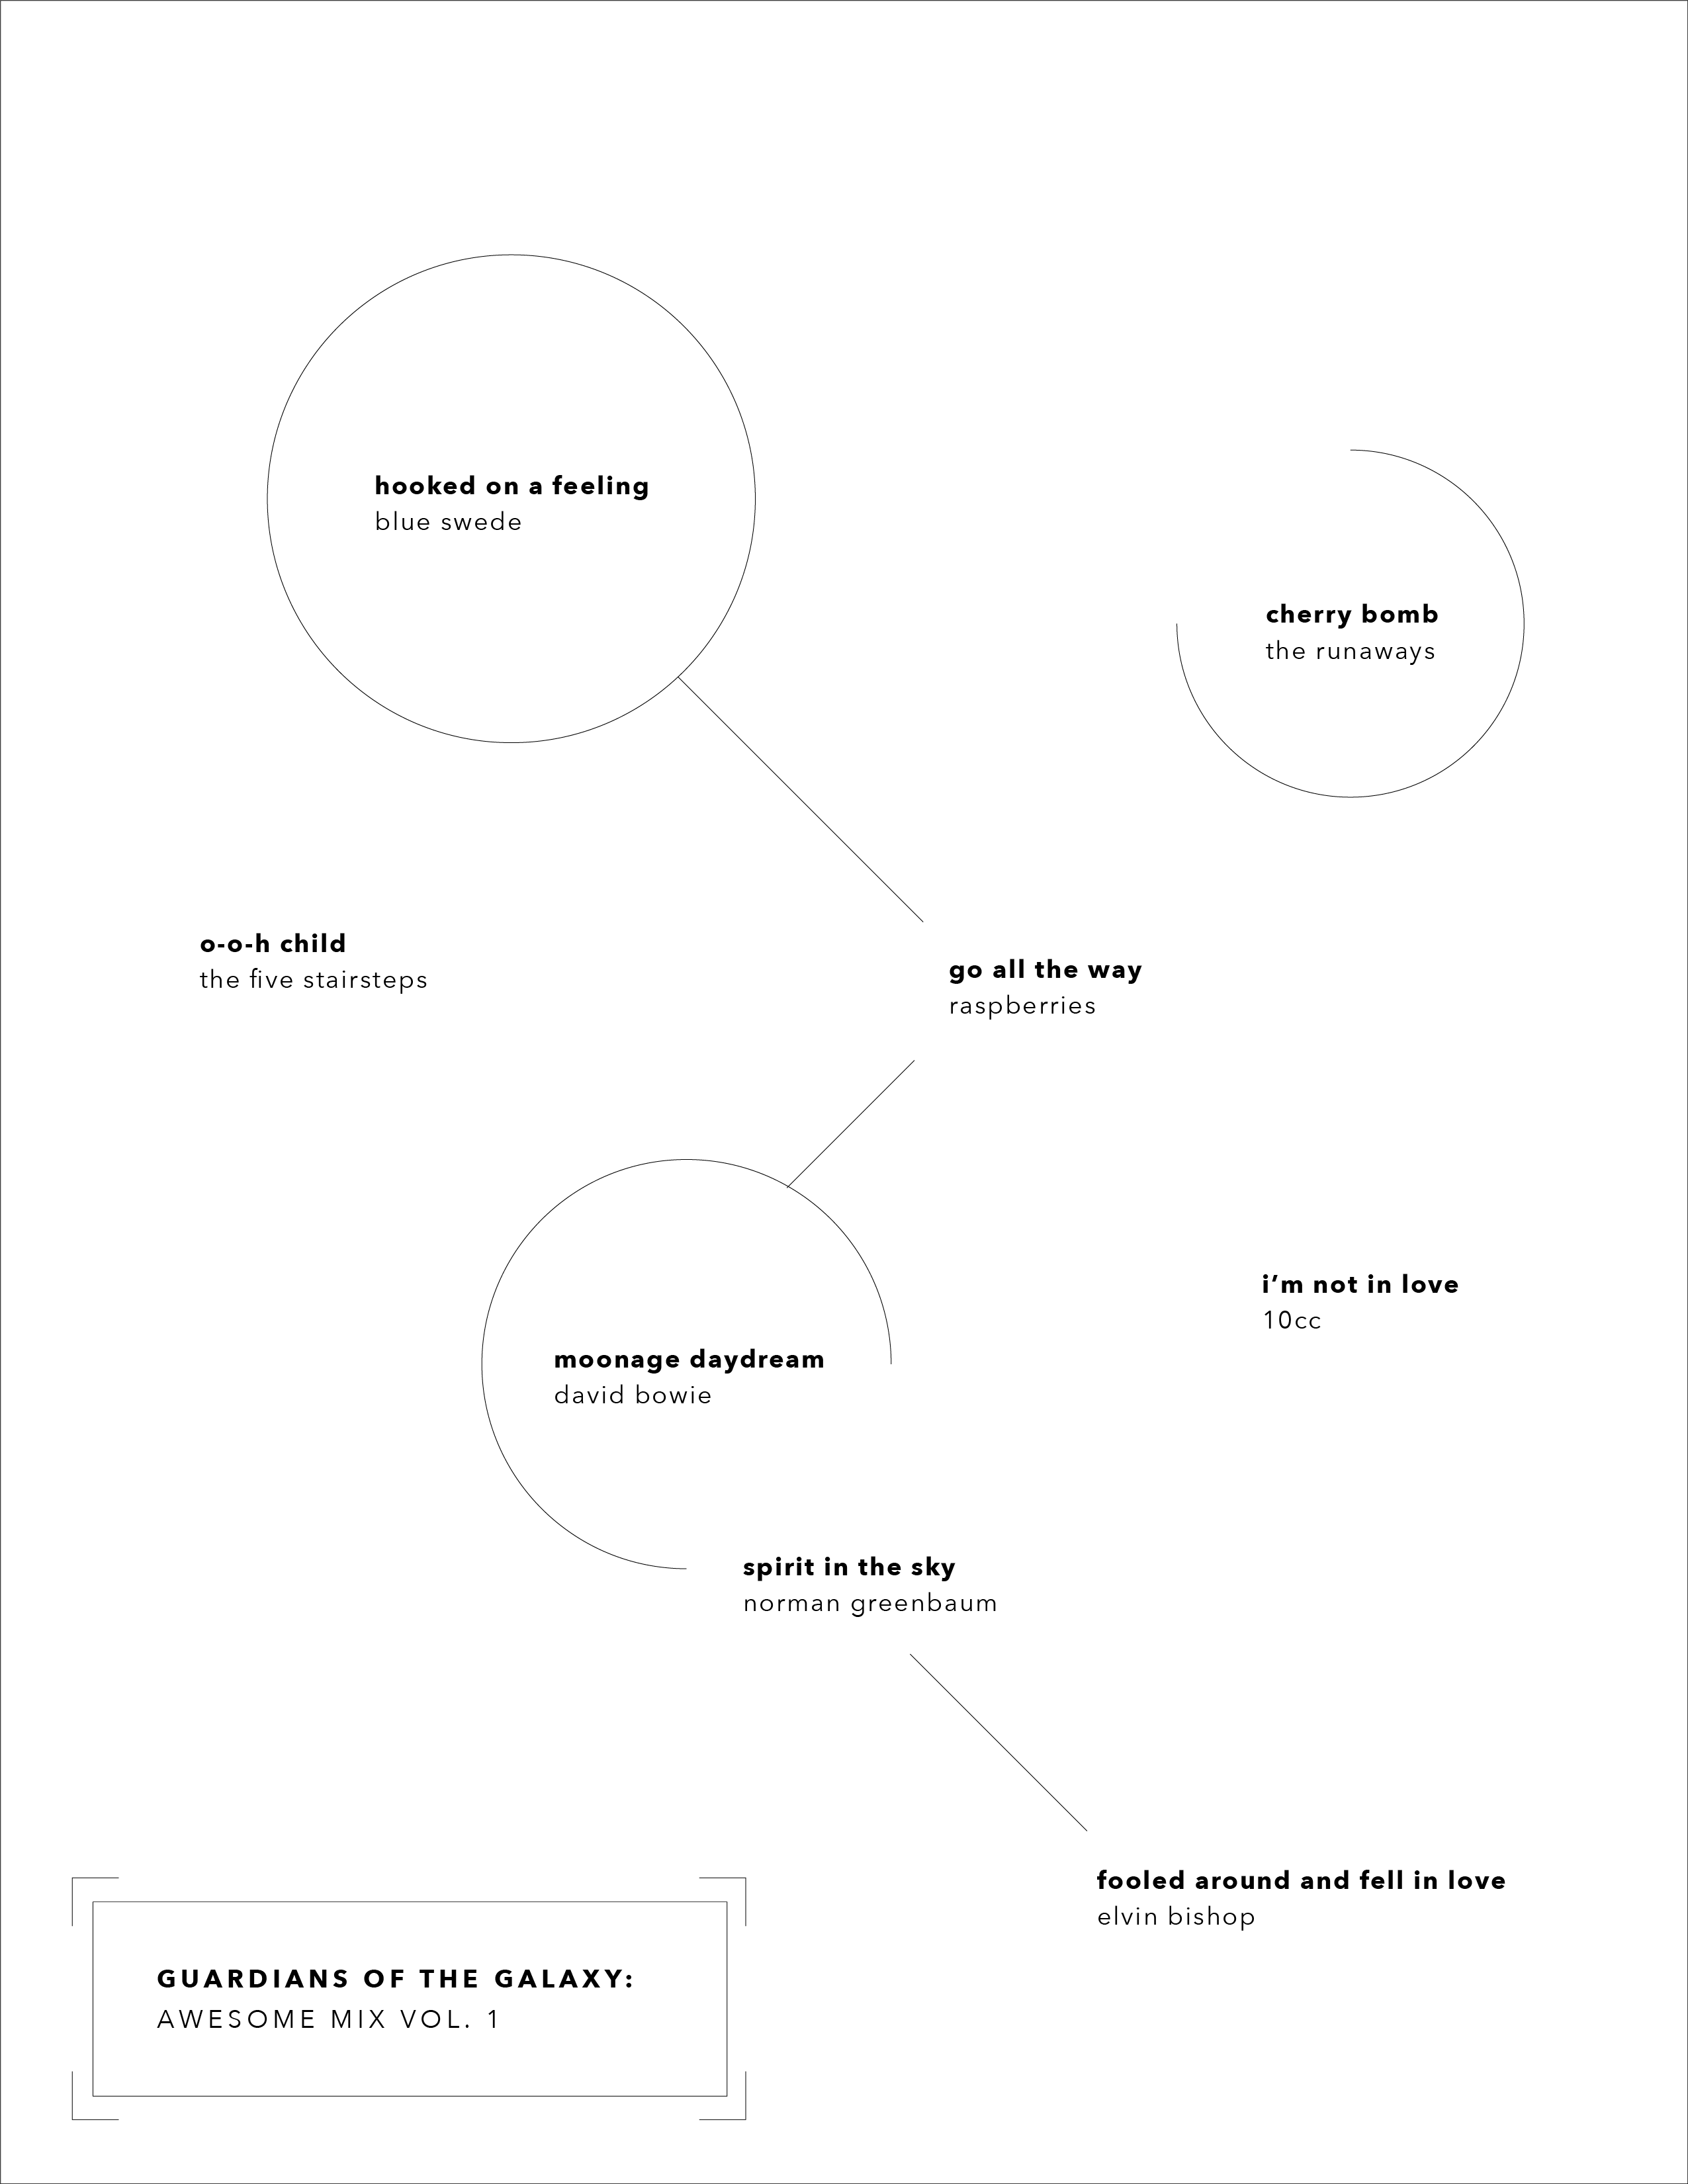 hooked on a feeling
blue swede
cherry bomb
the runaways
o-o-h child
the five stairsteps
go all the way
raspberries
i’m not in love
10cc
moonage daydream
david bowie
spirit in the sky
norman greenbaum
fooled around and fell in love
elvin bishop
GUARDIANS OF THE GALAXY:
AWESOME MIX VOL. 1